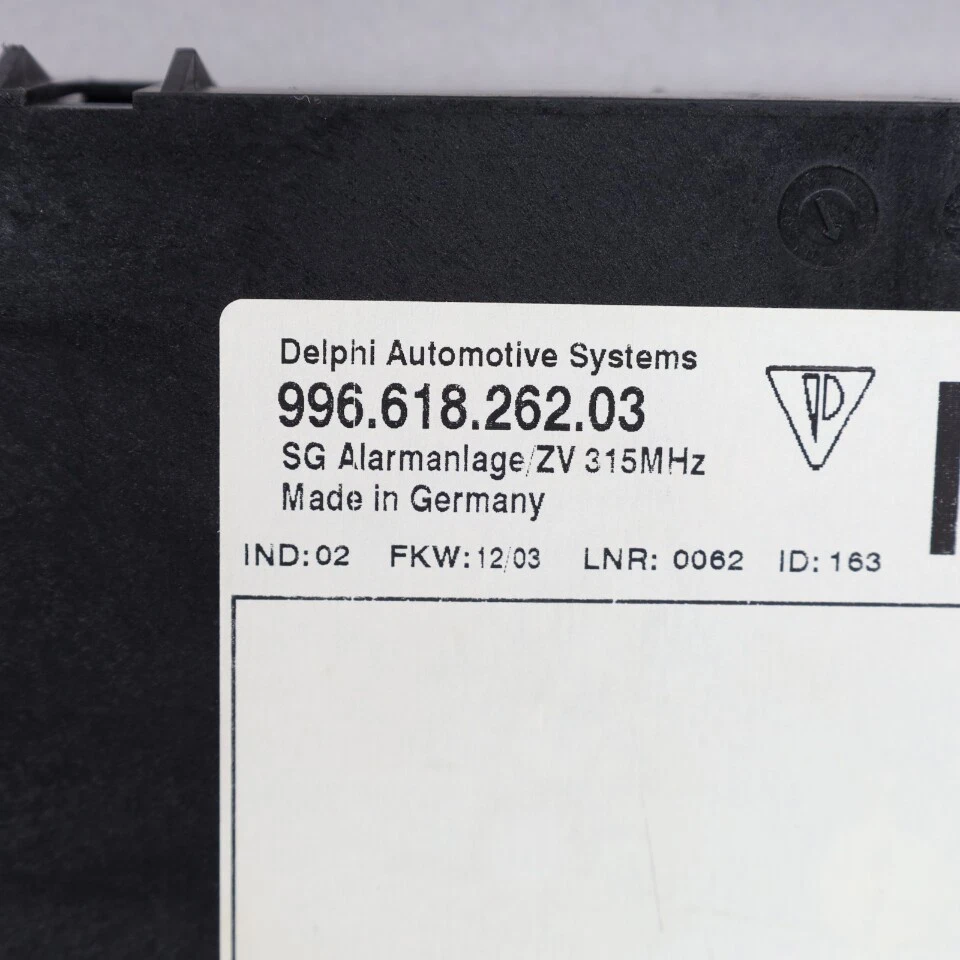 Delphi Automotive Systems
996.618.262.03
SG Alarmanlage/ZV 315MHz
Made in Germany
IND:02 FKW:12/03 LNR: 0062 ID: 163